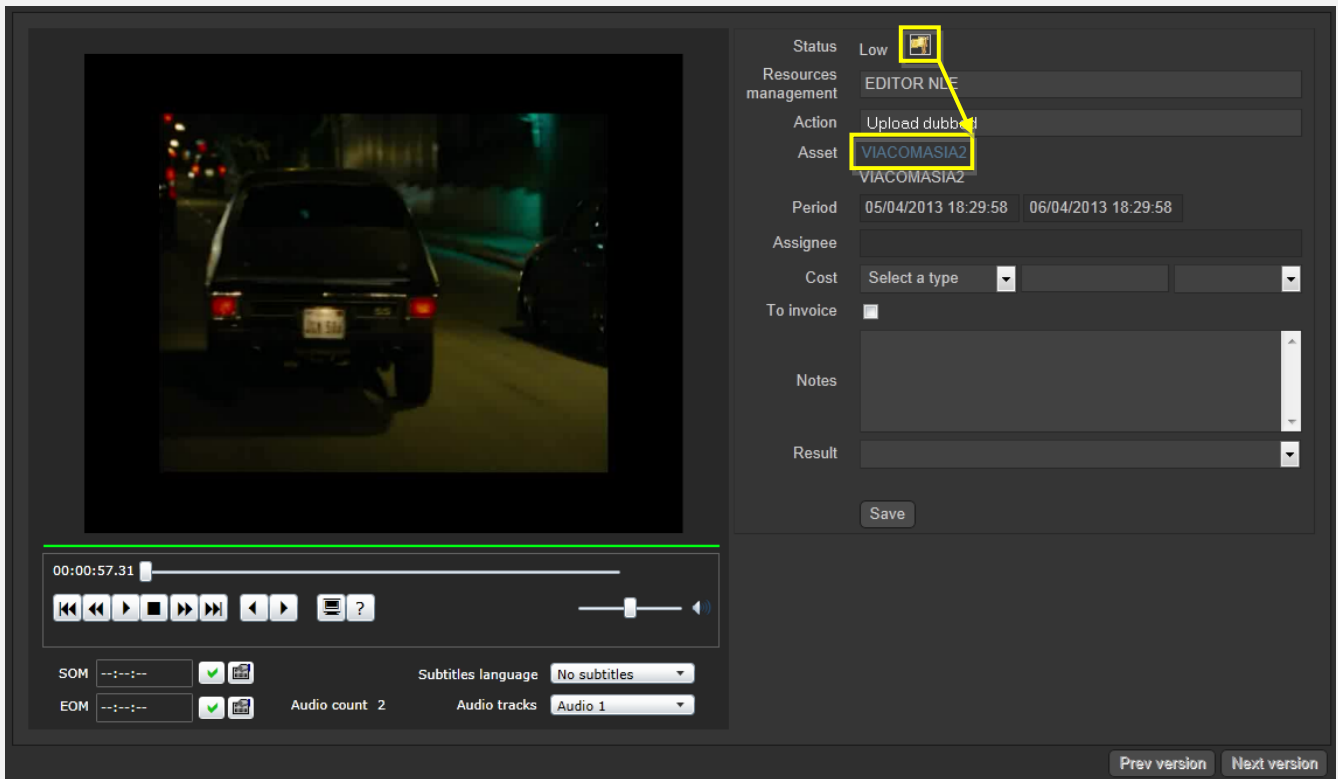 Status Low
Resources management EDITOR NLE
Action Upload dubbed
Asset VIACOMASIA2
VIACOMASIA2
Period 05/04/2013 18:29:58 06/04/2013 18:29:58
Assignee
Cost Select a type
To invoice
Notes
Result
Save
SS
00:00:57.31
?
SOM --:--:--
Subtitles language No subtitles
EOM --:--:--
Audio count 2
Audio tracks Audio 1
Prev version Next version